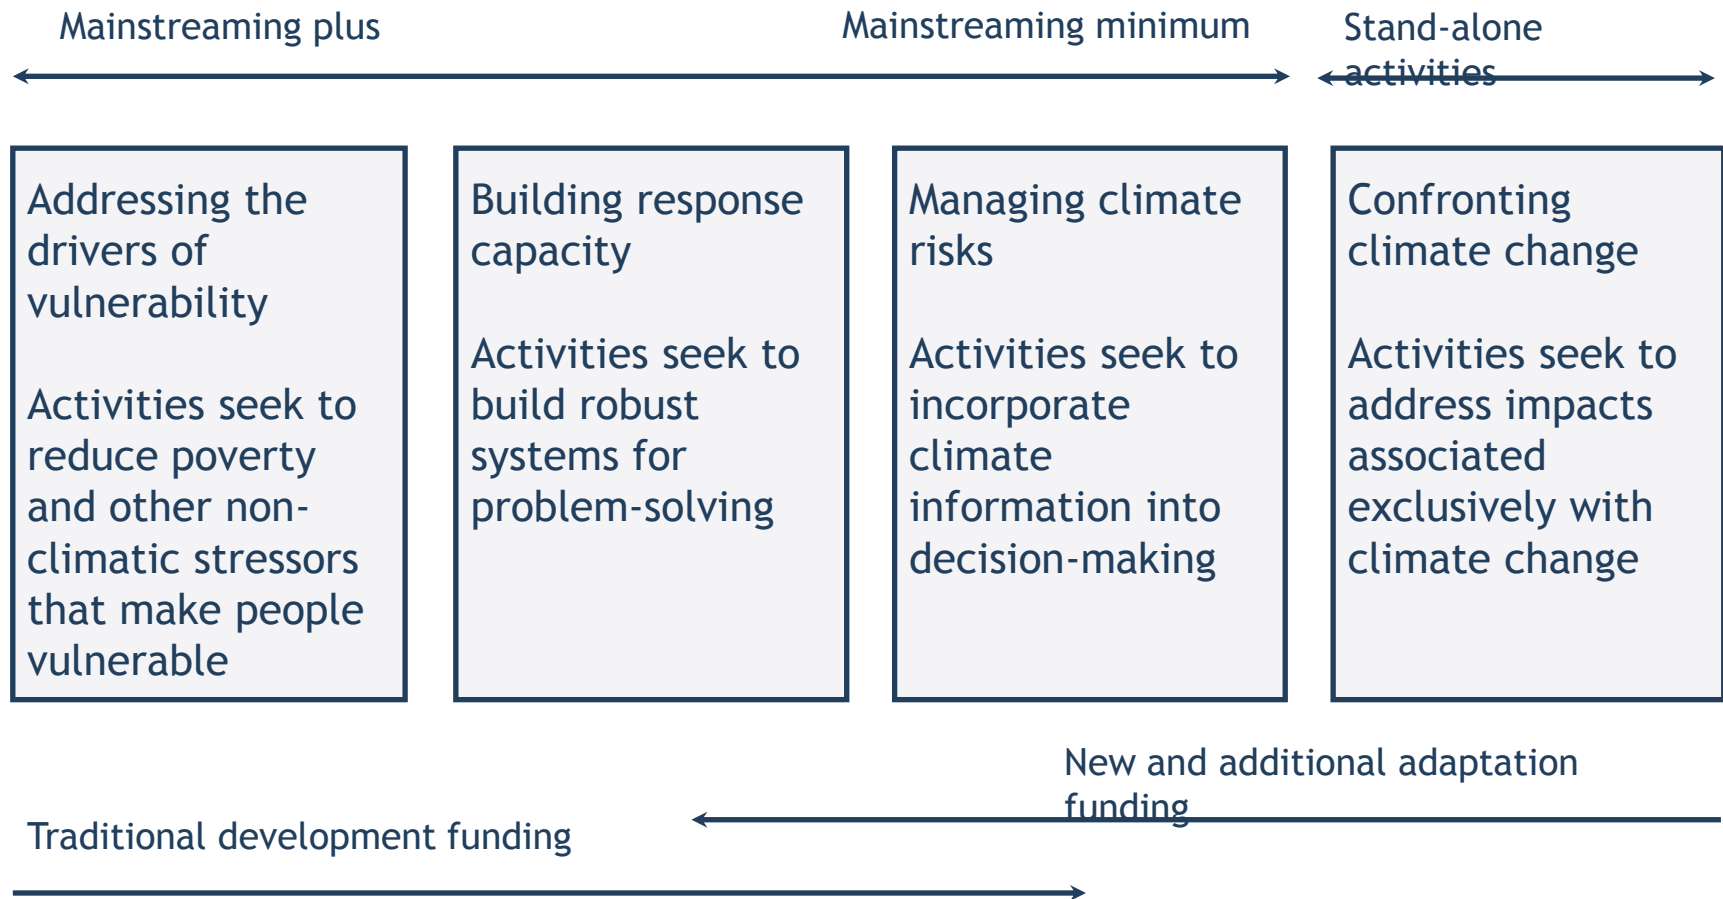 Mainstreaming plus
Mainstreaming minimum
Stand-alone
activities
Addressing the
drivers of
vulnerability
Activities seek to
reduce poverty
and other non-
climatic stressors
that make people
vulnerable
Building response
capacity
Activities seek to
build robust
systems for
problem-solving
Managing climate
risks
Activities seek to
incorporate
climate
information into
decision-making
Confronting
climate change
Activities seek to
address impacts
associated
exclusively with
climate change
New and additional adaptation
funding
Traditional development funding